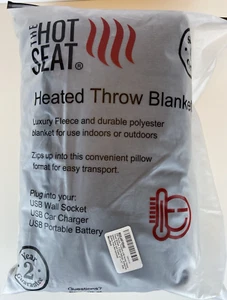 THE
HOT
SEAT®
Heated Throw Blanket
Luxury Fleece and durable polyester
blanket for use indoors or outdoors
Zips up into this convenient pillow
format for easy transport.
Plug into your:
USB Wall Socket
USB Car Charger
USB Portable Battery
Year
2
Guarantee
Questions?